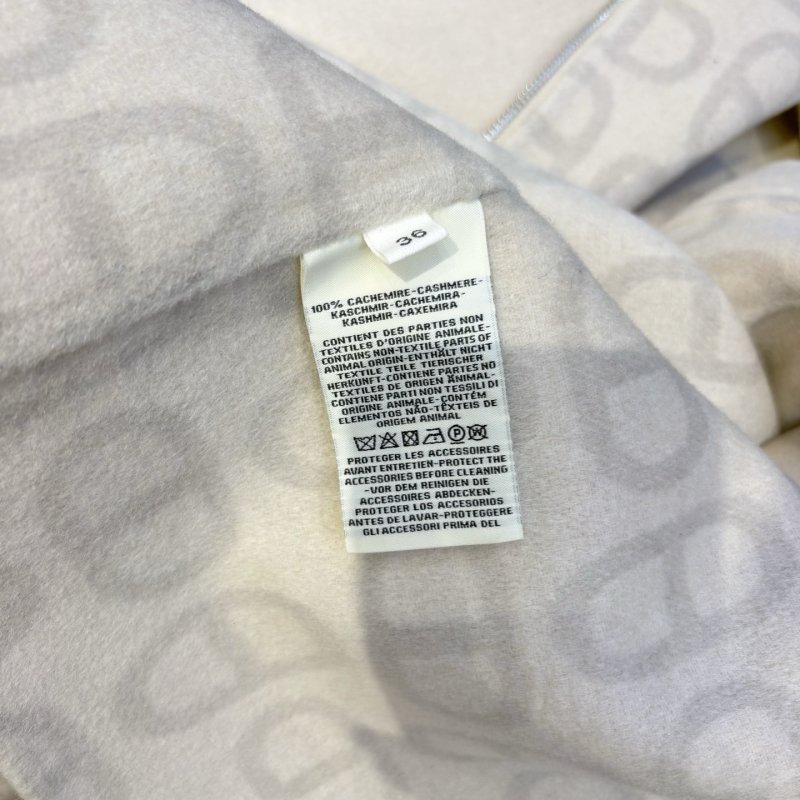 36
100% CACHEMIRE-CASHMERE-
KASCHMIR-CACHEMIRA-
KASHMIR-CAXEMIRA
CONTIENT DES PARTIES NON
TEXTILES D'ORIGINE ANIMALE-
CONTAINS NON-TEXTILE PARTS OF
ANIMAL ORIGIN-ENTHÄLT NICHT
TEXTILE TEILE TIERISCHER
HERKUNFT-CONTIENE PARTES NO
TEXTILES DE ORIGEN ANIMAL-
CONTIENE PARTI NON TESSILI DI
ORIGINE ANIMALE-CONTÉM
ELEMENTOS NÃO-TÊXTEIS DE
ORIGEM ANIMAL
PROTEGER LES ACCESSOIRES
AVANT ENTRETIEN-PROTECT THE
ACCESSORIES BEFORE CLEANING
-VOR DEM REINIGEN DIE
ACCESSOIRES ABDECKEN-
PROTEGER LOS ACCESORIOS
ANTES DE LAVAR-PROTEGGERE
GLI ACCESSORI PRIMA DEL